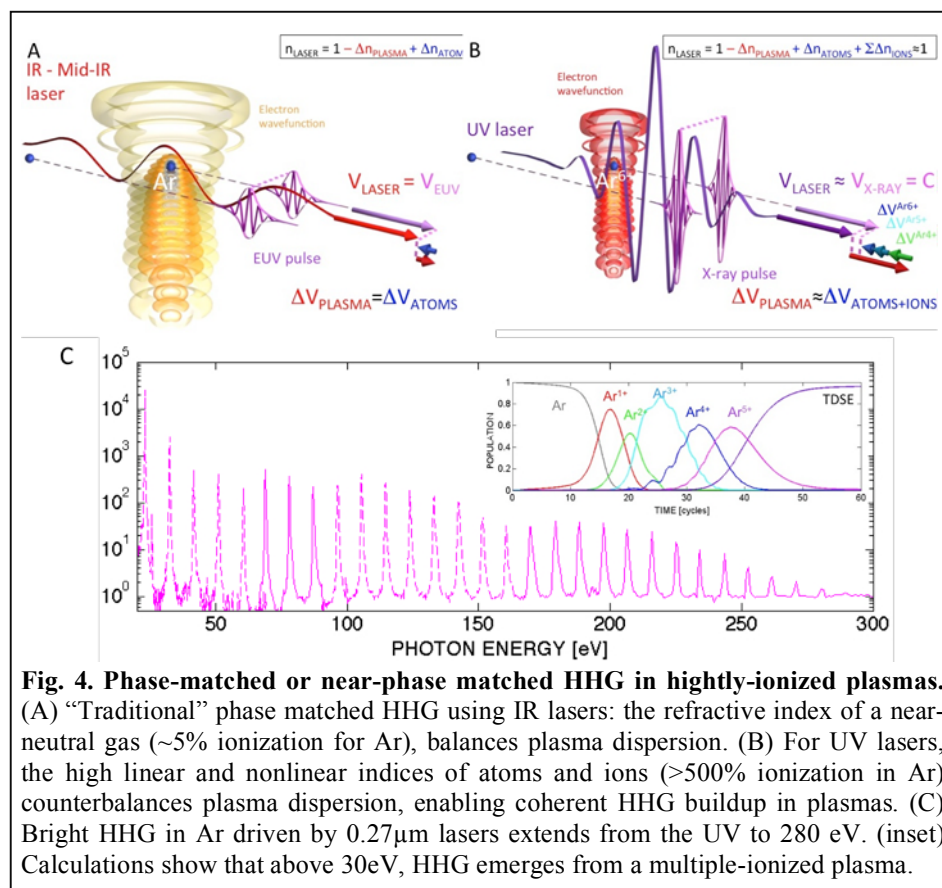 A
n_LASER = 1 − Δn_PLASMA + Δn_ATOM
IR - Mid-IR
laser
Electron
wavefunction
Ar
V_LASER = V_EUV
EUV pulse
ΔV_PLASMA=ΔV_ATOMS
B
n_LASER = 1 − Δn_PLASMA + Δn_ATOMS + ΣΔn_IONS≈1
Electron
wavefunction
UV laser
Ar6+
V_LASER ≈ V_X-RAY = C
ΔV^Ar6+
ΔV^Ar5+
ΔV^Ar4+
X-ray pulse
ΔV_PLASMA≈ΔV_ATOMS+IONS
C
10^5
10^4
10^3
10^2
10^1
10^0
50 100 150 200 250 300
PHOTON ENERGY [eV]
POPULATION
1
0.8
0.6
0.4
0.2
0
Ar
Ar1+
Ar2+
Ar3+
Ar4+
Ar5+
TDSE
0 10 20 30 40 50 60
TIME [cycles]
Fig. 4. Phase-matched or near-phase matched HHG in hightly-ionized plasmas.
(A) “Traditional” phase matched HHG using IR lasers: the refractive index of a near-
neutral gas (~5% ionization for Ar), balances plasma dispersion. (B) For UV lasers,
the high linear and nonlinear indices of atoms and ions (>500% ionization in Ar)
counterbalances plasma dispersion, enabling coherent HHG buildup in plasmas. (C)
Bright HHG in Ar driven by 0.27µm lasers extends from the UV to 280 eV. (inset)
Calculations show that above 30eV, HHG emerges from a multiple-ionized plasma.